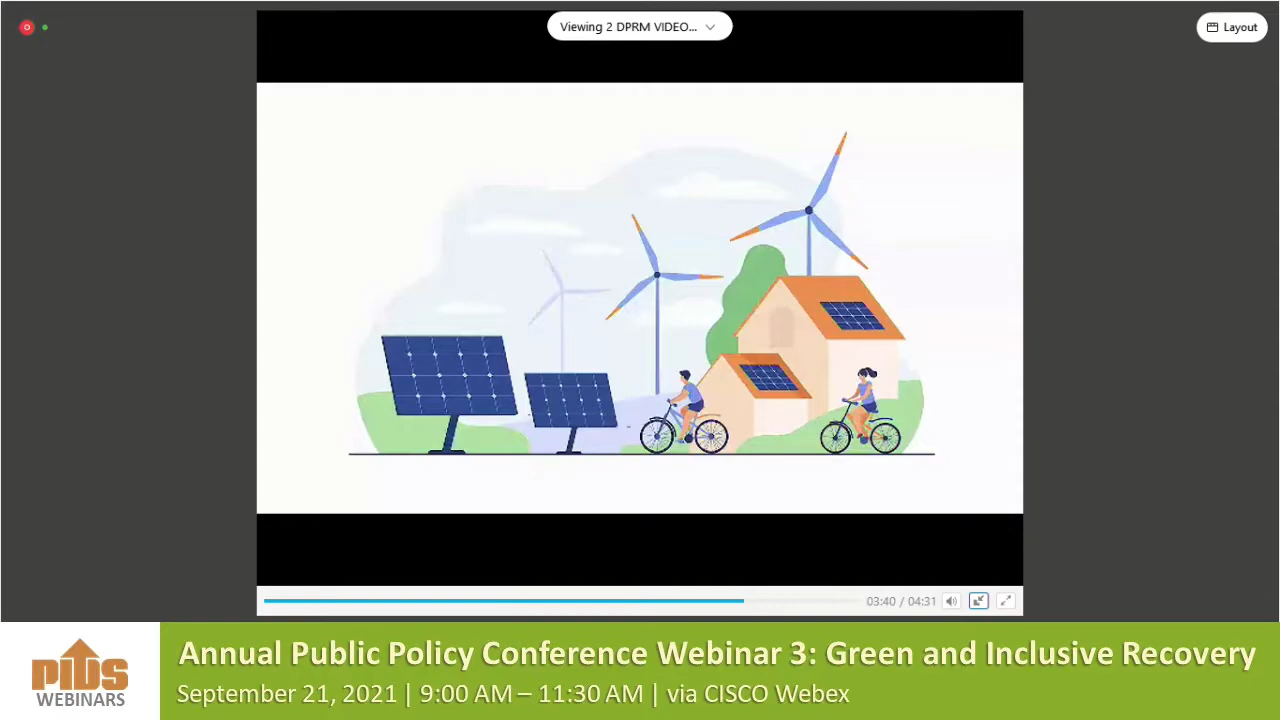 Viewing 2 DPRM VIDEO...
Layout
03:40 / 04:31
PIDS
WEBINARS
Annual Public Policy Conference Webinar 3: Green and Inclusive Recovery
September 21, 2021 | 9:00 AM – 11:30 AM | via CISCO Webex